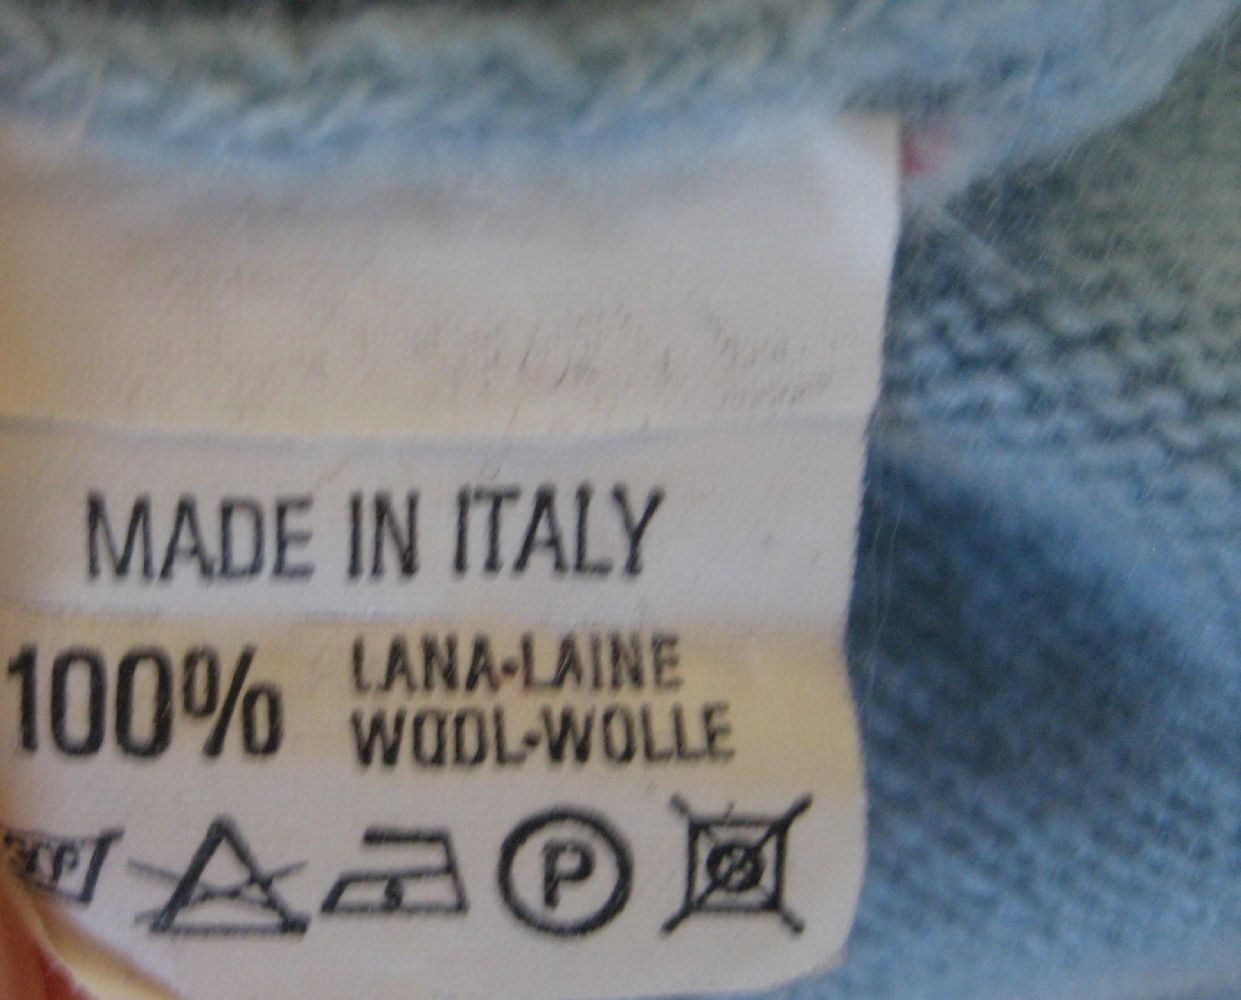 MADE IN ITALY
100% LANA-LAINE
WOOL-WOLLE
P